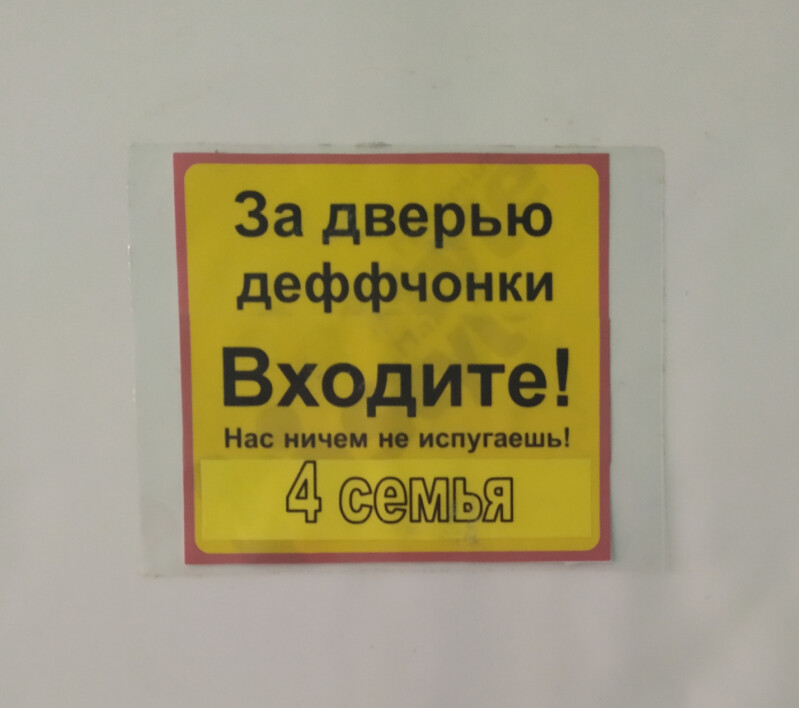 За дверью
деффчонки
Входите!
Нас ничем не испугаешь!
4 семья